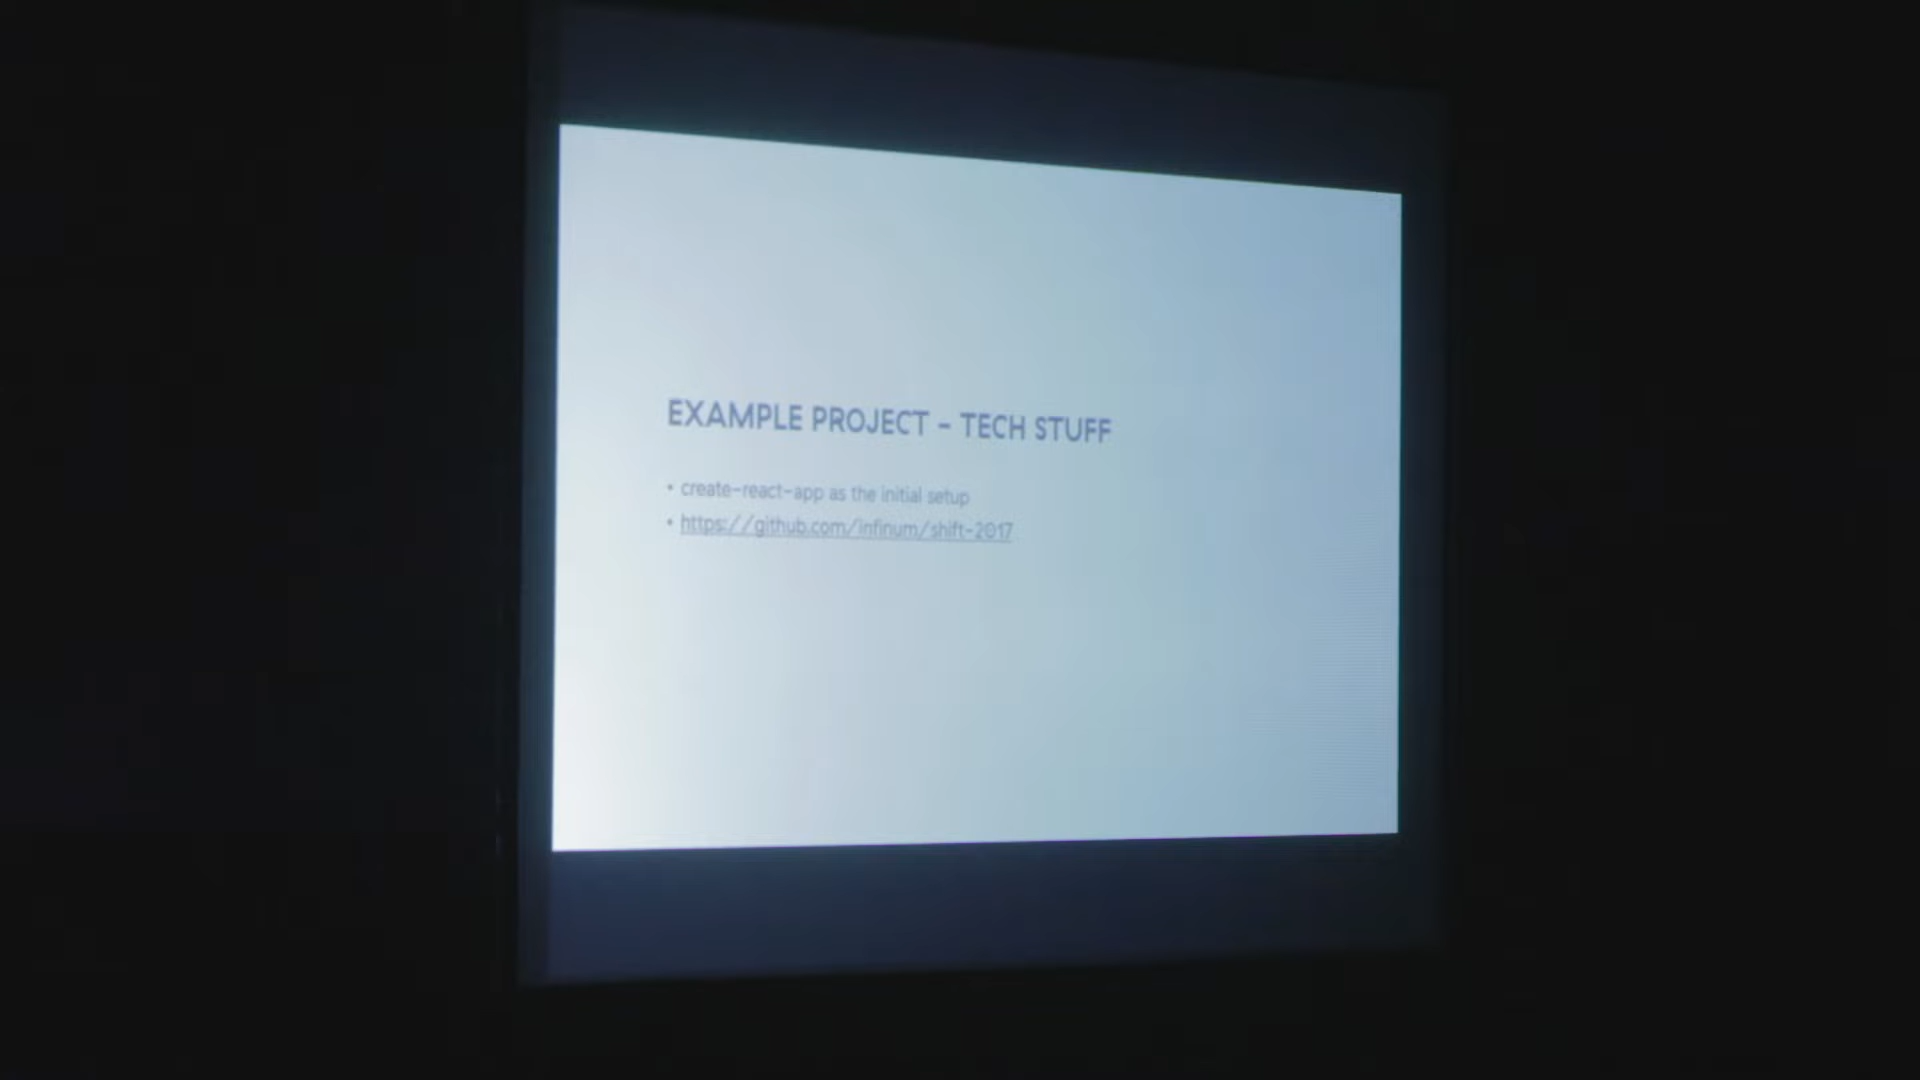 EXAMPLE PROJECT – TECH STUFF
• create-react-app as the initial setup
• https://github.com/infinum/shift-2017